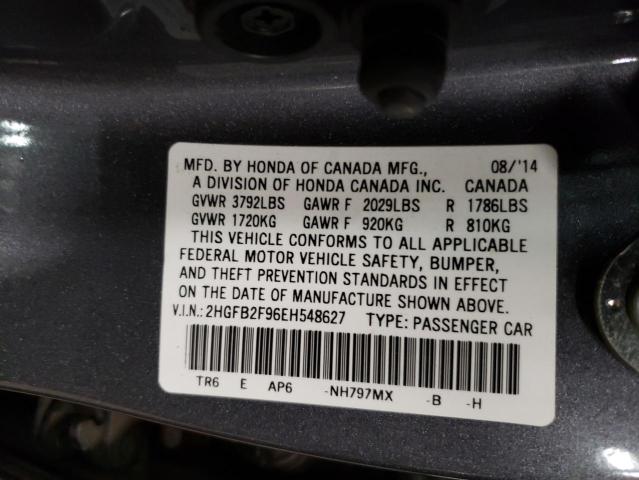 MFD. BY HONDA OF CANADA MFG., 08/'14
A DIVISION OF HONDA CANADA INC. CANADA
GVWR 3792LBS GAWR F 2029LBS R 1786LBS
GVWR 1720KG GAWR F 920KG R 810KG
THIS VEHICLE CONFORMS TO ALL APPLICABLE
FEDERAL MOTOR VEHICLE SAFETY, BUMPER,
AND THEFT PREVENTION STANDARDS IN EFFECT
ON THE DATE OF MANUFACTURE SHOWN ABOVE.
V.I.N.: 2HGFB2F96EH548627 TYPE: PASSENGER CAR
TR6 E AP6 -NH797MX -B -H